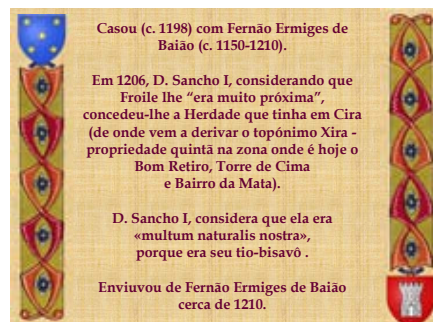 Casou (c. 1198) com Fernão Ermiges de
Baião (c. 1150-1210).
Em 1206, D. Sancho I, considerando que
Froile lhe “era muito próxima”,
concedeu-lhe a Herdade que tinha em Cira
(de onde vem a derivar o topónimo Xira -
propriedade quintã na zona onde é hoje o
Bom Retiro, Torre de Cima
e Bairro da Mata).
D. Sancho I, considera que ela era
«multum naturalis nostra»,
porque era seu tio-bisavô .
Enviuvou de Fernão Ermiges de Baião
cerca de 1210.